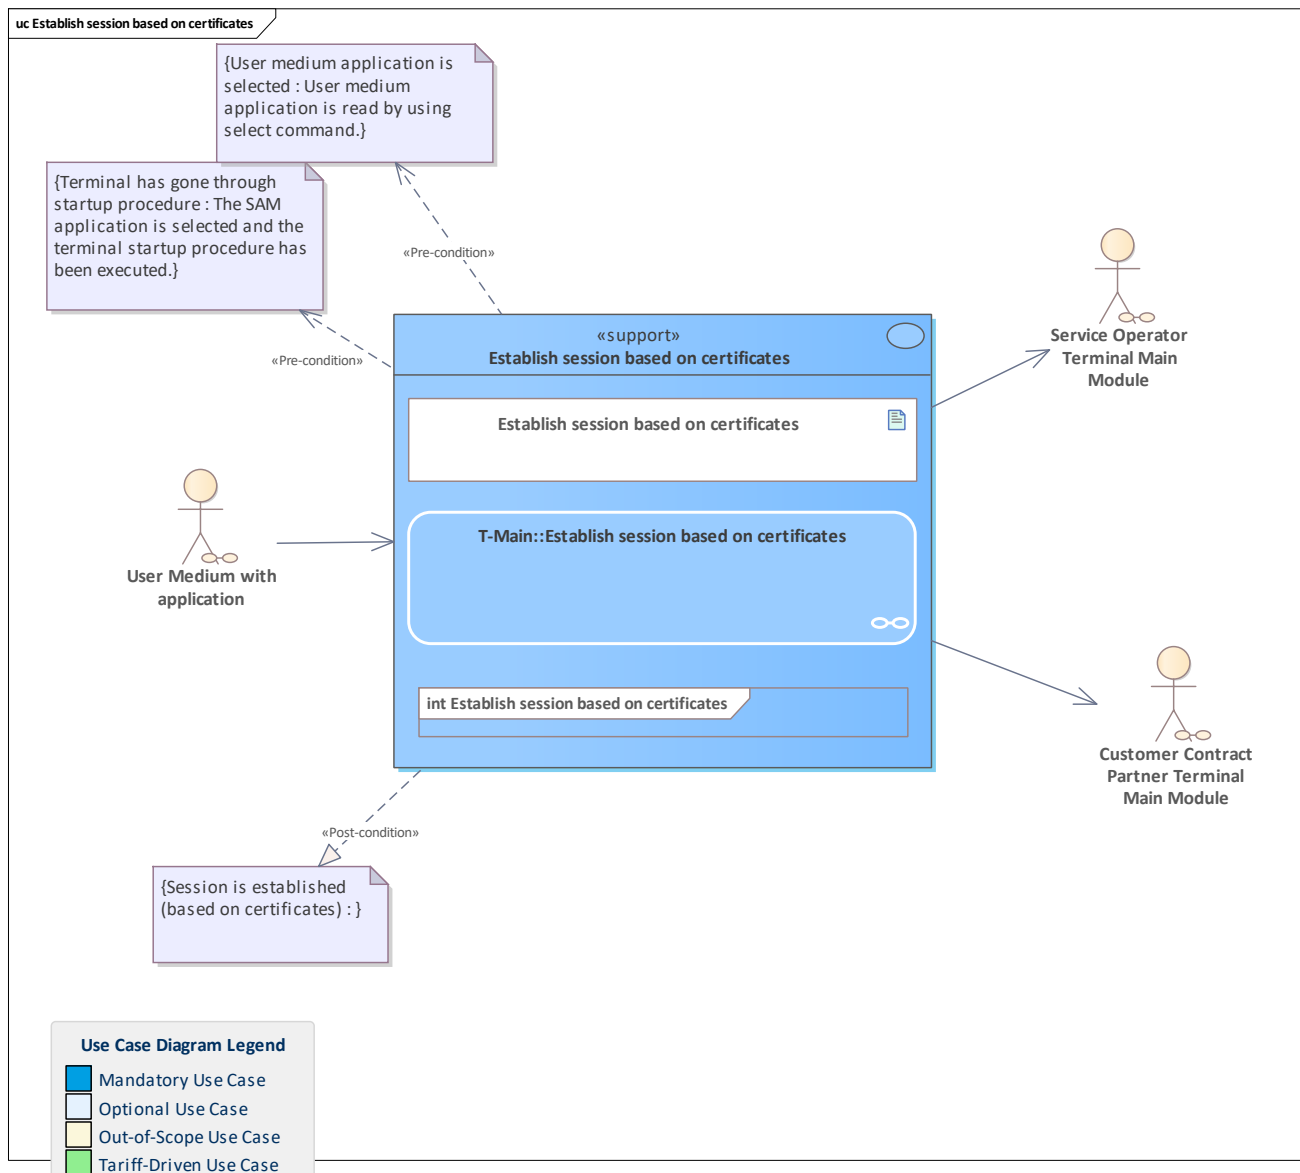 uc Establish session based on certificates
{User medium application is
selected : User medium
application is read by using
select command.}
{Terminal has gone through
startup procedure : The SAM
application is selected and the
terminal startup procedure has
been executed.}
«Pre-condition»
«Pre-condition»
«support»
Establish session based on certificates
Establish session based on certificates
T-Main::Establish session based on certificates
int Establish session based on certificates
Service Operator
Terminal Main
Module
User Medium with
application
Customer Contract
Partner Terminal
Main Module
«Post-condition»
{Session is established
(based on certificates) : }
Use Case Diagram Legend
Mandatory Use Case
Optional Use Case
Out-of-Scope Use Case
Tariff-Driven Use Case